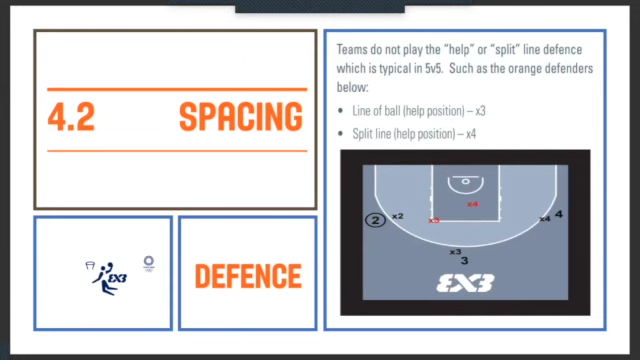 4.2 SPACING
3X3
DEFENCE
Teams do not play the “help” or “split” line defence
which is typical in 5v5. Such as the orange defenders
below:
• Line of ball (help position) – x3
• Split line (help position) – x4
x4
2 x2 x3 x4 4
x3
3
3X3